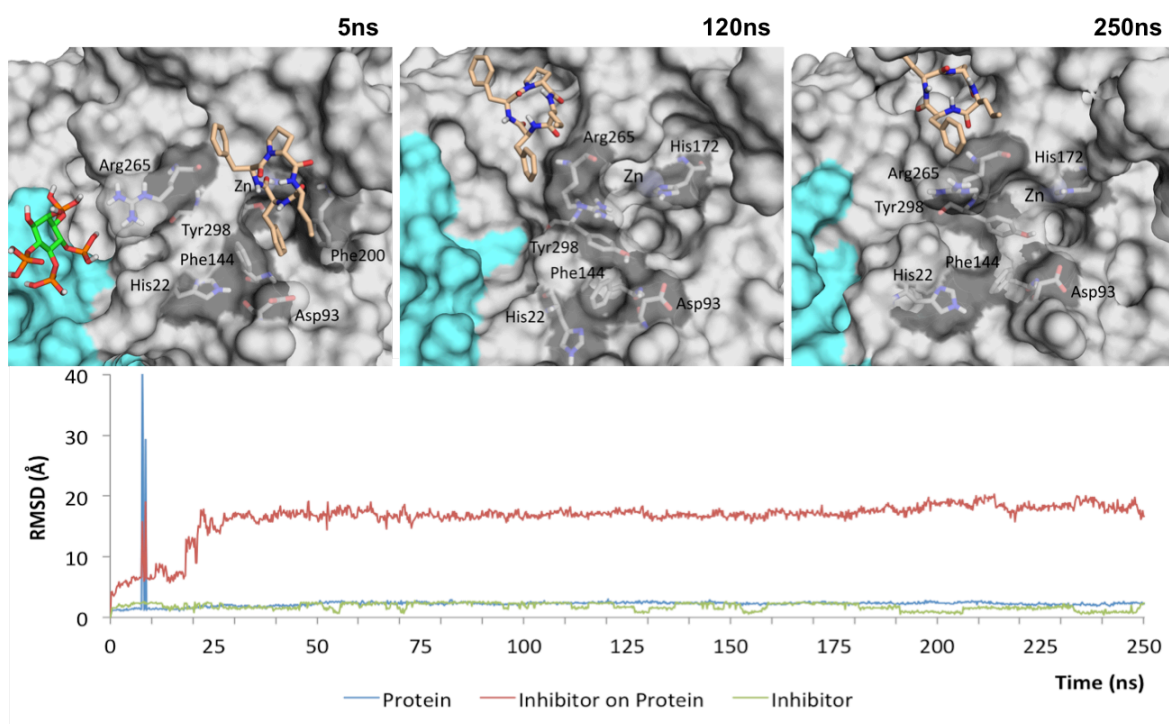 5ns
120ns
250ns
Arg265
Zn
Tyr298
Phe144
His22
Phe200
Asp93
Arg265
His172
Zn
Tyr298
Phe144
His22
Asp93
Arg265
His172
Zn
Tyr298
Phe144
His22
Asp93
RMSD (Å)
40
30
20
10
0
0 25 50 75 100 125 150 175 200 225 250
Time (ns)
Protein Inhibitor on Protein Inhibitor